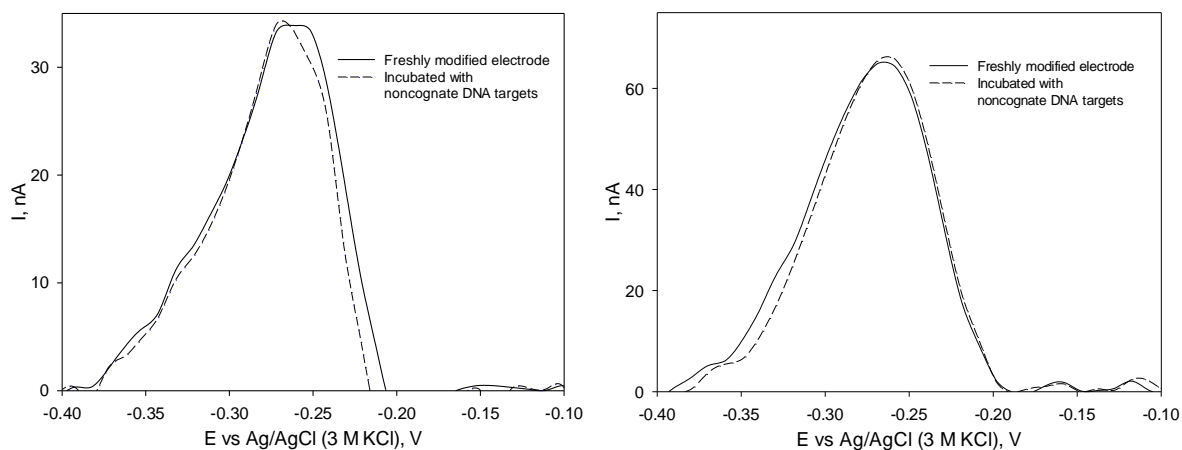 30
20
10
0
I, nA
Freshly modified electrode
Incubated with
noncognate DNA targets
-0.40 -0.35 -0.30 -0.25 -0.20 -0.15 -0.10
E vs Ag/AgCl (3 M KCl), V
60
40
20
0
I, nA
Freshly modified electrode
Incubated with
noncognate DNA targets
-0.40 -0.35 -0.30 -0.25 -0.20 -0.15 -0.10
E vs Ag/AgCl (3 M KCl), V